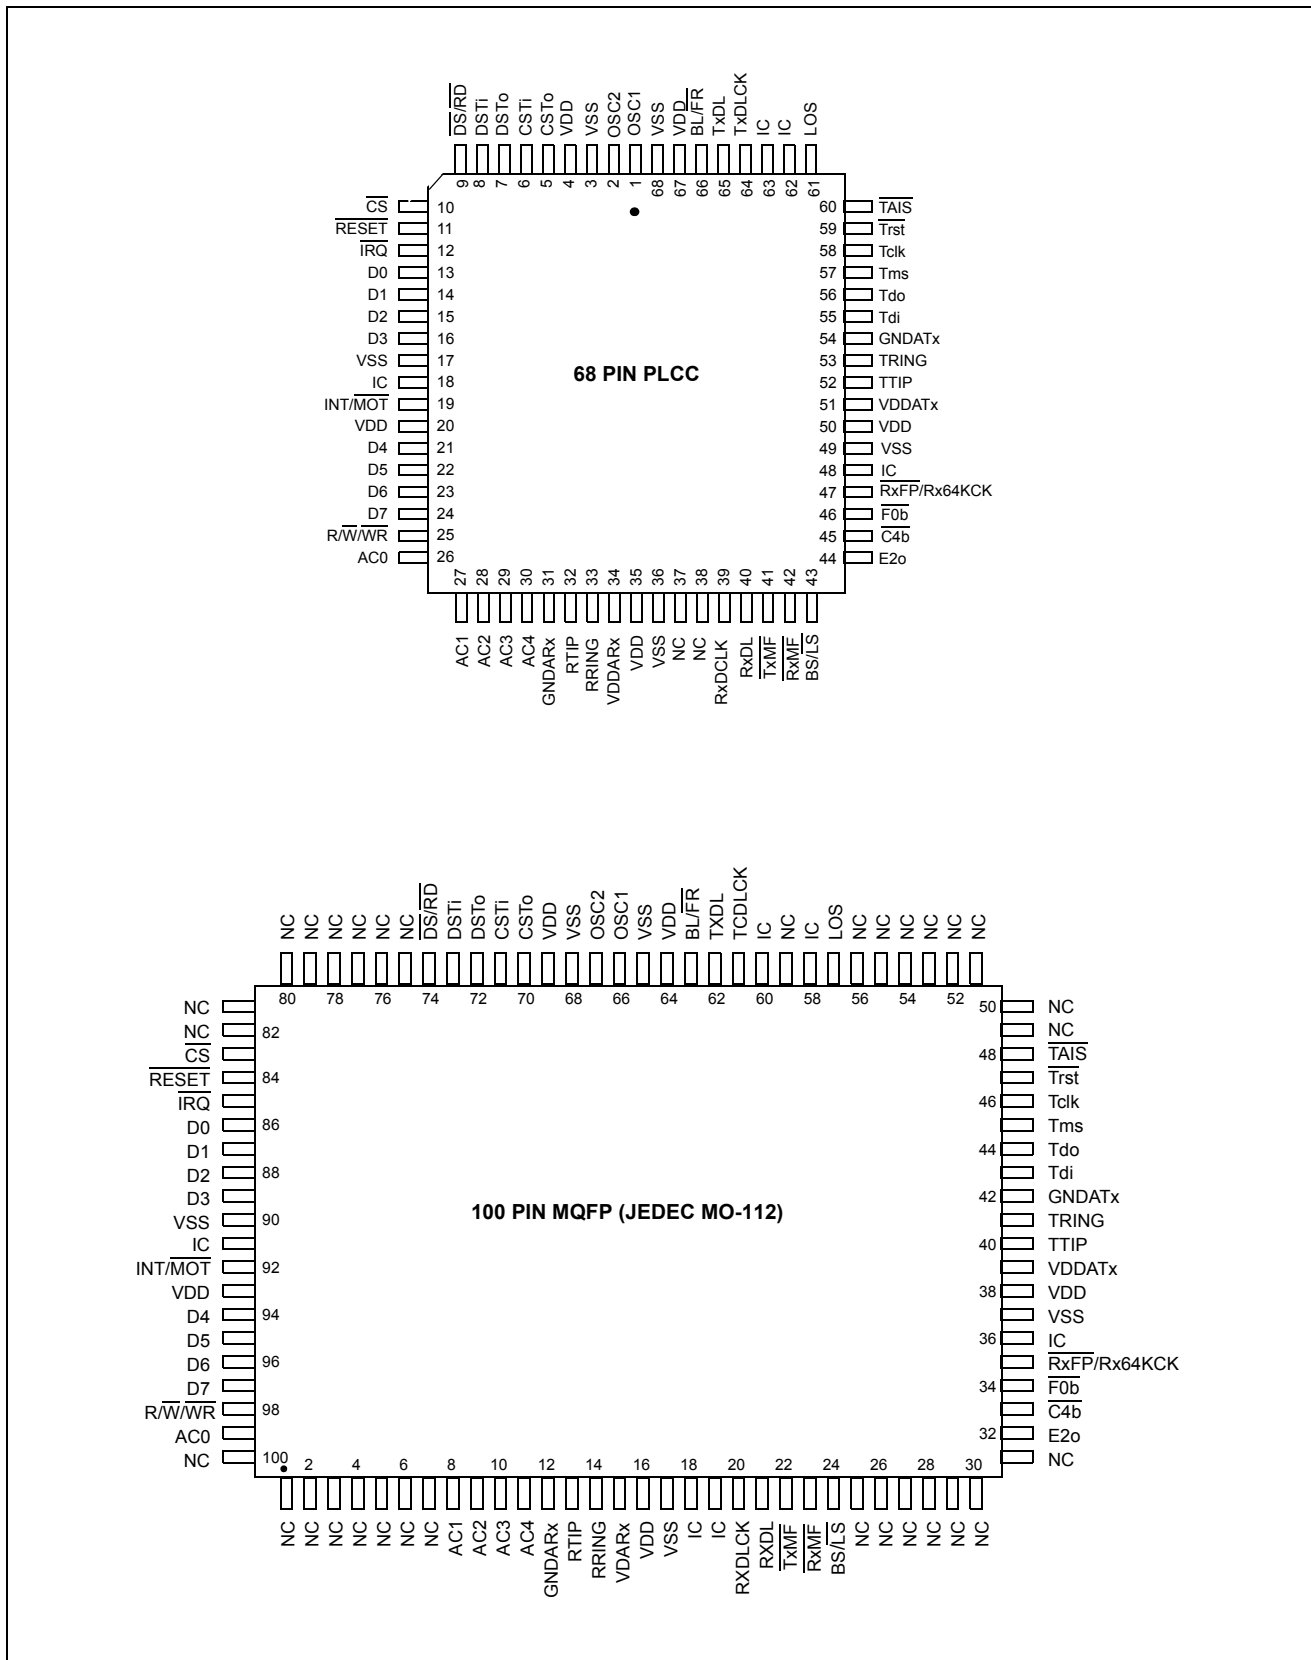 DS/RD DSTi DSTo CSTi CSTo VDD VSS OSC2 OSC1 VSS VDD BL/FR TxDL TxDLCK IC IC LOS
9 8 7 6 5 4 3 2 1 68 67 66 65 64 63 62 61
CS 10 60 TAIS
RESET 11 59 Trst
IRQ 12 58 Tclk
D0 13 57 Tms
D1 14 56 Tdo
D2 15 55 Tdi
D3 16 54 GNDATx
VSS 17 53 TRING
68 PIN PLCC
IC 18 52 TTIP
INT/MOT 19 51 VDDATx
VDD 20 50 VDD
D4 21 49 VSS
D5 22 48 IC
D6 23 47 RxFP/Rx64KCK
D7 24 46 F0b
R/W/WR 25 45 C4b
AC0 26 44 E2o
27 28 29 30 31 32 33 34 35 36 37 38 39 40 41 42 43
AC1 AC2 AC3 AC4 GNDARx RTIP RRING VDDARx VDD VSS NC NC RxDCLK RxDL TxMF RxMF BS/LS
NC NC NC NC NC NC DS/RD DSTi DSTo CSTi CSTo VDD VSS OSC2 OSC1 VSS VDD BL/FR TXDL TCDLCK IC NC IC LOS NC NC NC NC NC NC
80 78 76 74 72 70 68 66 64 62 60 58 56 54 52
NC 50 NC
NC 82 NC
CS 48 TAIS
RESET 84 Trst
IRQ 46 Tclk
D0 86 Tms
D1 44 Tdo
D2 88 Tdi
D3 42 GNDATx
100 PIN MQFP (JEDEC MO-112)
VSS 90 TRING
IC 40 TTIP
INT/MOT 92 VDDATx
VDD 38 VDD
D4 94 VSS
D5 36 IC
D6 96 RxFP/Rx64KCK
D7 34 F0b
R/W/WR 98 C4b
AC0 32 E2o
NC 100 NC
2 4 6 8 10 12 14 16 18 20 22 24 26 28 30
NC NC NC NC NC NC NC AC1 AC2 AC3 AC4 GNDARx RTIP RRING VDARx VDD VSS IC IC RXDLCK RXDL TxMF RxMF BS/LS NC NC NC NC NC NC